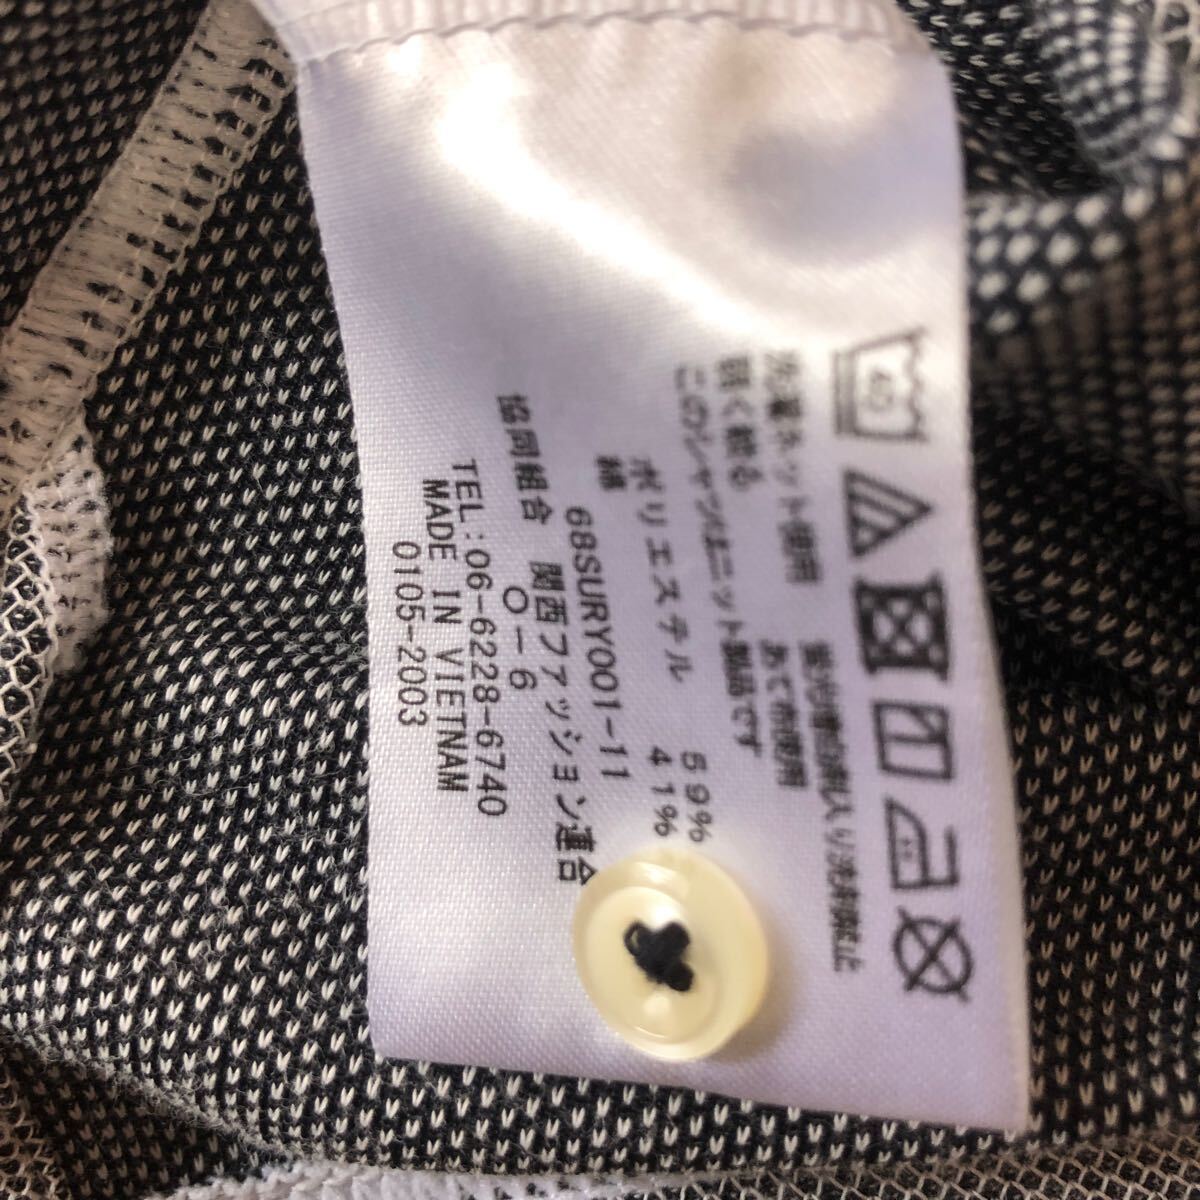 40
洗濯ネット使用 蛍光増白剤入り洗剤禁止
弱く絞る あて布使用
このシャツはニット製品です
ポリエステル 59%
綿 41%
68SURY001-11
協同組合 関西ファッション連合
O-6
TEL:06-6228-6740
MADE IN VIETNAM
0105-2003